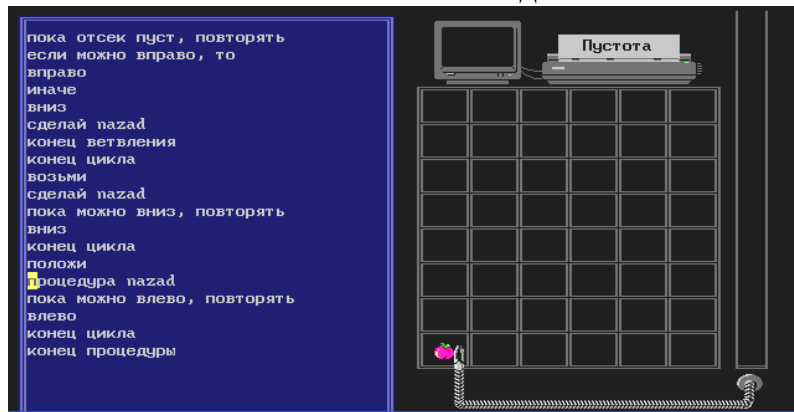 пока отсек пуст, повторять
если можно вправо, то
вправо
иначе
вниз
сделай nazad
конец ветвления
конец цикла
возьми
сделай nazad
пока можно вниз, повторять
вниз
конец цикла
положи
процедура nazad
пока можно влево, повторять
влево
конец цикла
конец процедуры
Пустота